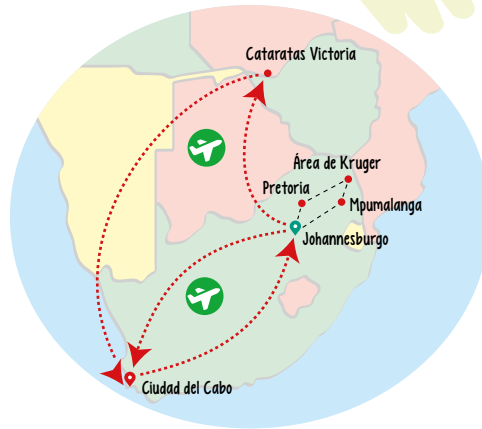 Cataratas Victoria
Área de Kruger
Pretoria
Mpumalanga
Johannesburgo
Ciudad del Cabo